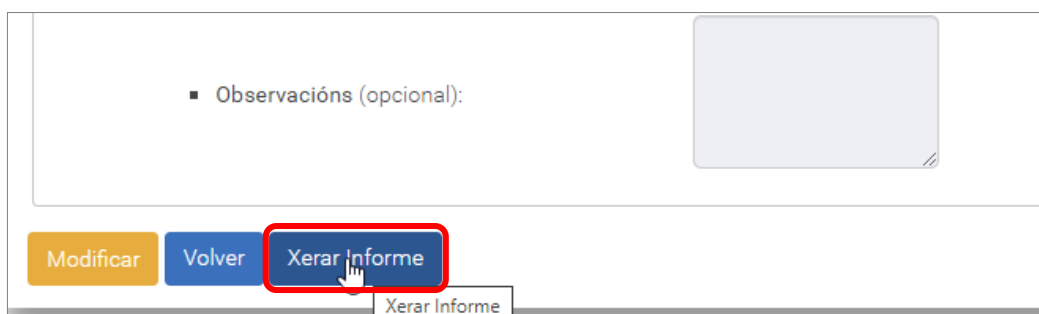 ▪ Observacións (opcional):
Modificar Volver Xerar Informe
Xerar Informe